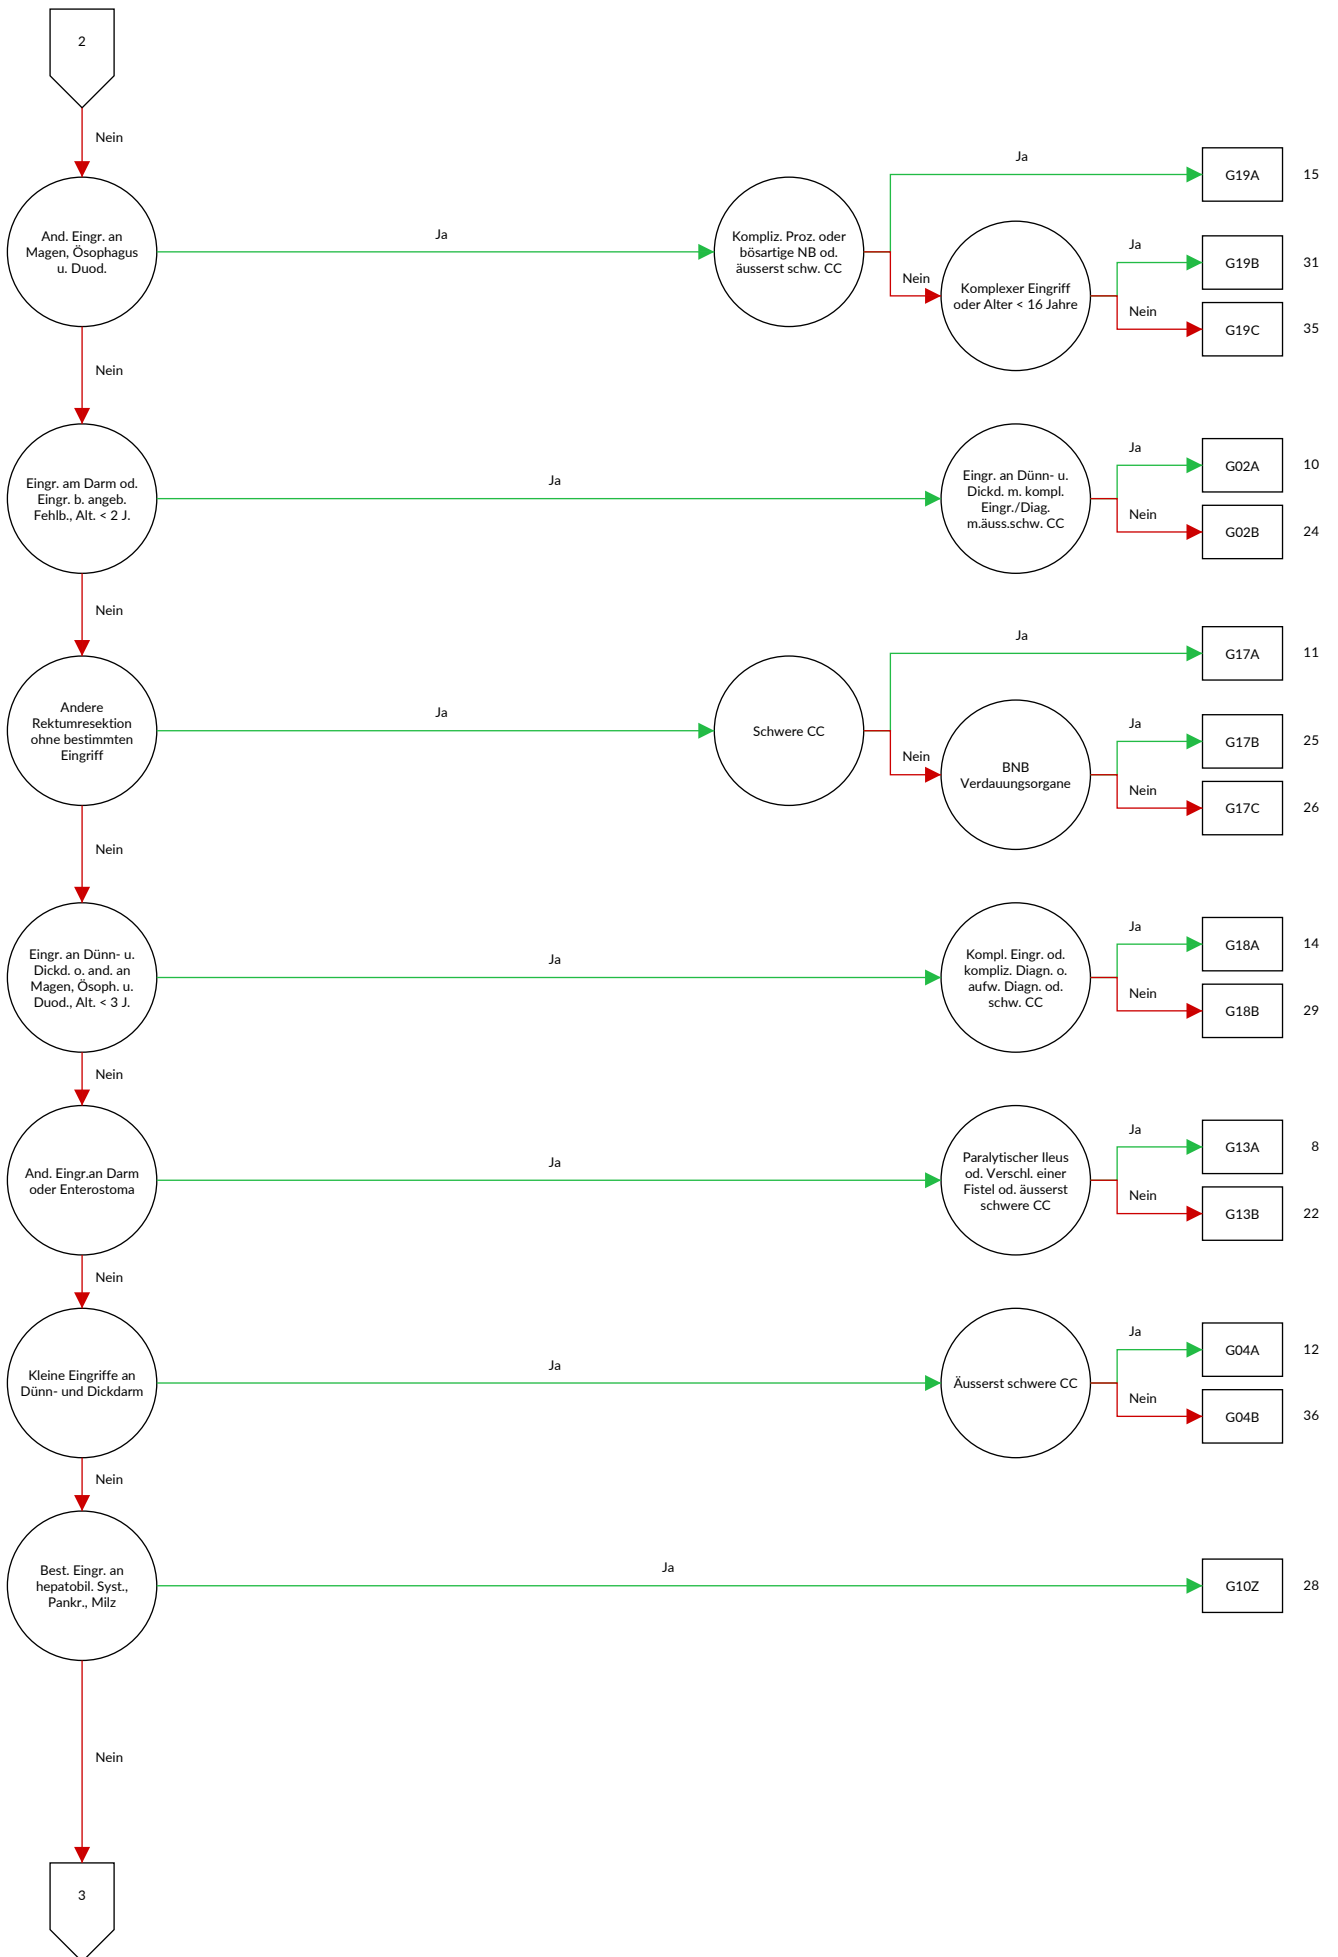 2
Nein
And. Eingr. an
Magen, Ösophagus
u. Duod.
Ja
Kompliz. Proz. oder
bösartige NB od.
äusserst schw. CC
Ja
G19A
15
Nein
Komplexer Eingriff
oder Alter < 16 Jahre
Ja
G19B
31
Nein
G19C
35
Nein
Eingr. am Darm od.
Eingr. b. angeb.
Fehlb., Alt. < 2 J.
Ja
Eingr. an Dünn- u.
Dickd. m. kompl.
Eingr./Diag.
m.äuss.schw. CC
Ja
G02A
10
Nein
G02B
24
Nein
Andere
Rektumresektion
ohne bestimmten
Eingriff
Ja
Schwere CC
Ja
G17A
11
Nein
BNB
Verdauungsorgane
Ja
G17B
25
Nein
G17C
26
Nein
Eingr. an Dünn- u.
Dickd. o. and. an
Magen, Ösoph. u.
Duod., Alt. < 3 J.
Ja
Kompl. Eingr. od.
kompliz. Diagn. o.
aufw. Diagn. od.
schw. CC
Ja
G18A
14
Nein
G18B
29
Nein
And. Eingr.an Darm
oder Enterostoma
Ja
Paralytischer Ileus
od. Verschl. einer
Fistel od. äusserst
schwere CC
Ja
G13A
8
Nein
G13B
22
Nein
Kleine Eingriffe an
Dünn- und Dickdarm
Ja
Äusserst schwere CC
Ja
G04A
12
Nein
G04B
36
Nein
Best. Eingr. an
hepatobil. Syst.,
Pankr., Milz
Ja
G10Z
28
Nein
3